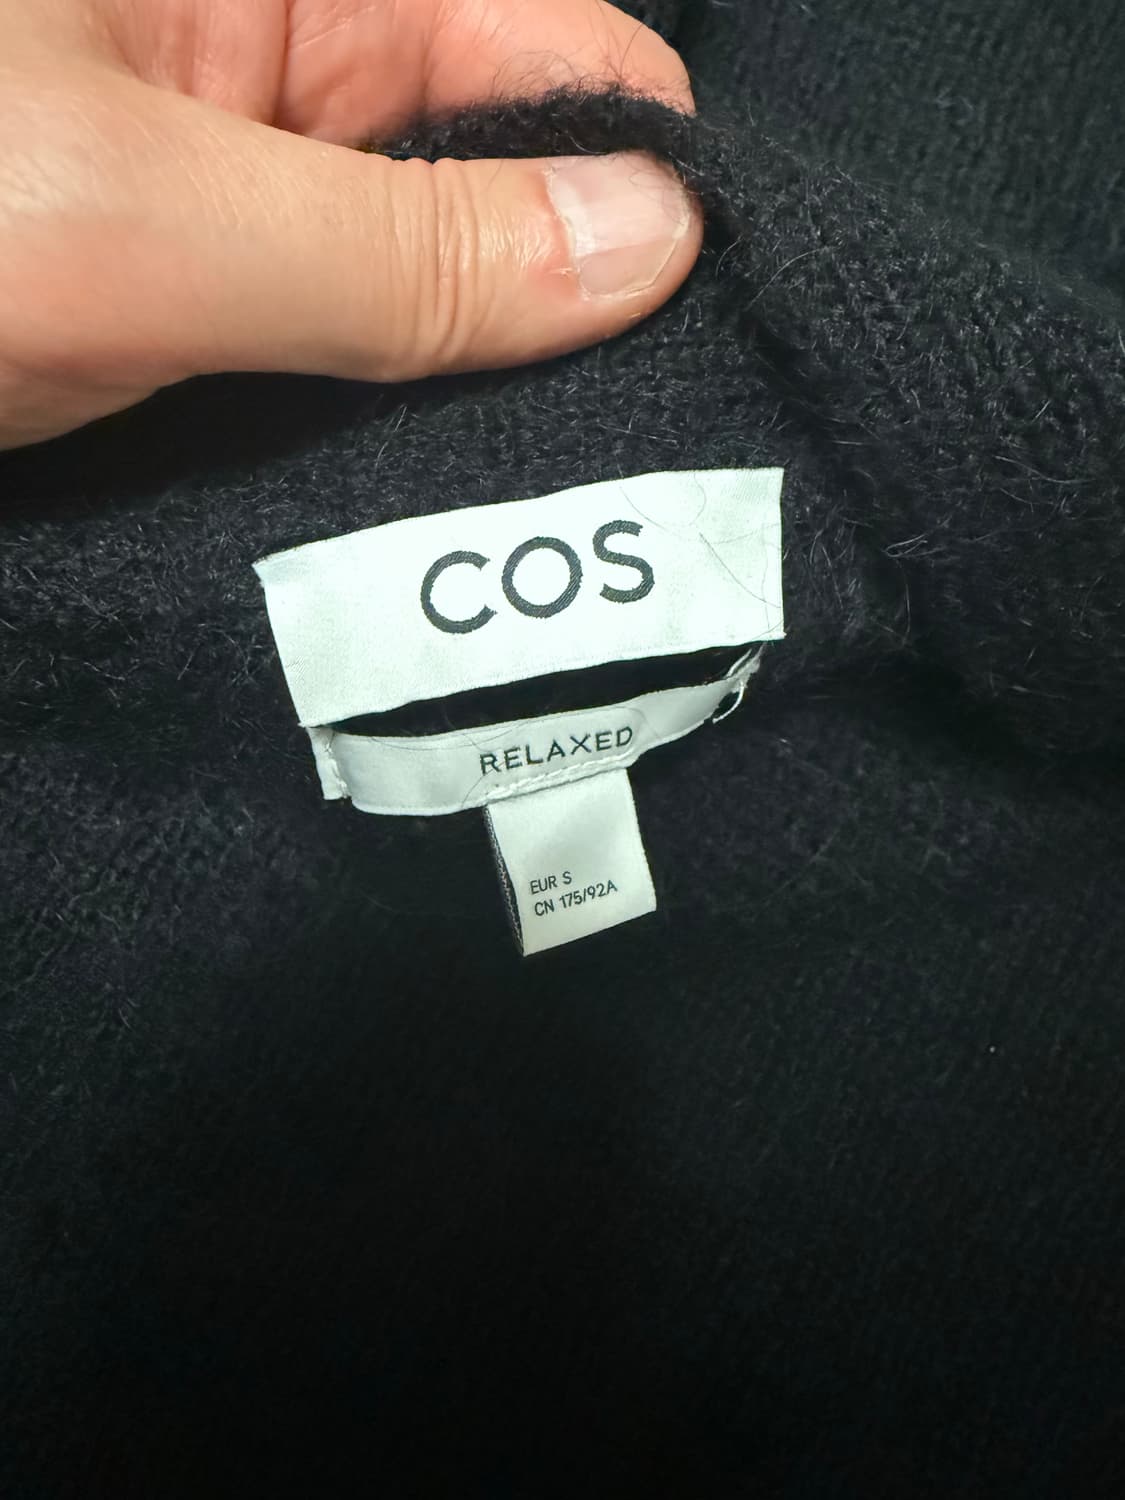 COS
RELAXED
EUR S
CN 175/92A